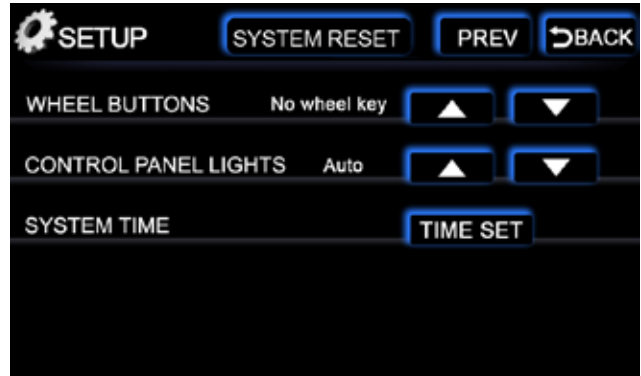 SETUP SYSTEM RESET PREV BACK
WHEEL BUTTONS No wheel key
CONTROL PANEL LIGHTS Auto
SYSTEM TIME TIME SET